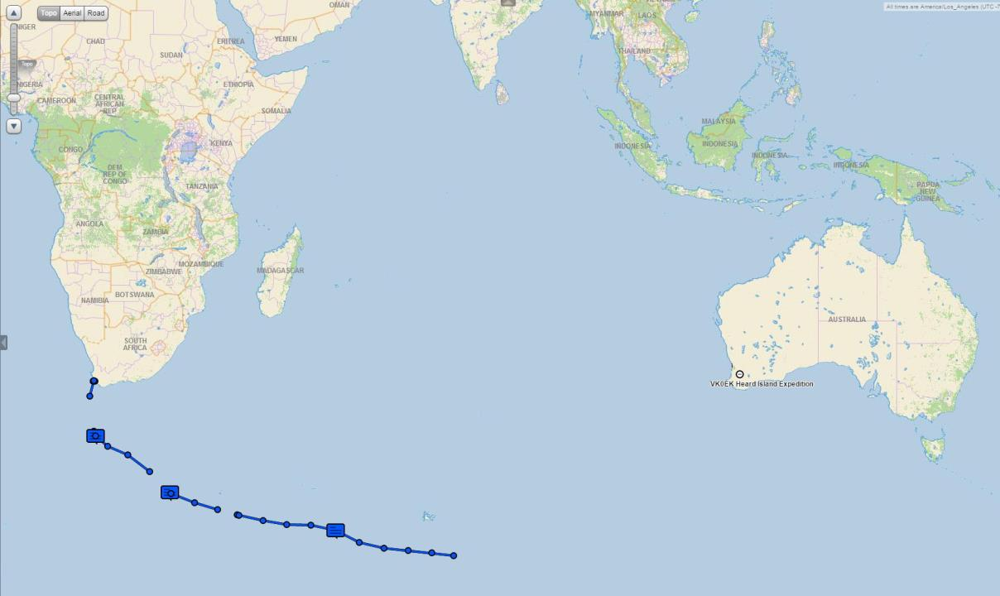 OMAN
All times are America/Los_Angeles (UTC -7
Topo Aerial Road
MYANMAR
LAOS
NIGER
CHAD
ERITREA
YEMEN
SUDAN
THAILAND
Topo
NIGERIA
ETHIOPIA
CAMEROON
CENTRAL
AFRICAN
REP
SOMALIA
MALAYSIA
KENYA
CONGO
INDONESIA
INDONESIA
INDONESIA
INDONESIA
DEM
REP OF
CONGO
TANZANIA
PAPUA
NEW
GUINEA
ANGOLA
ZAMBIA
MOZAMBIQUE
ZIMBABWE
MADAGASCAR
BOTSWANA
NAMIBIA
AUSTRALIA
SOUTH
AFRICA
VK0EK Heard Island Expedition